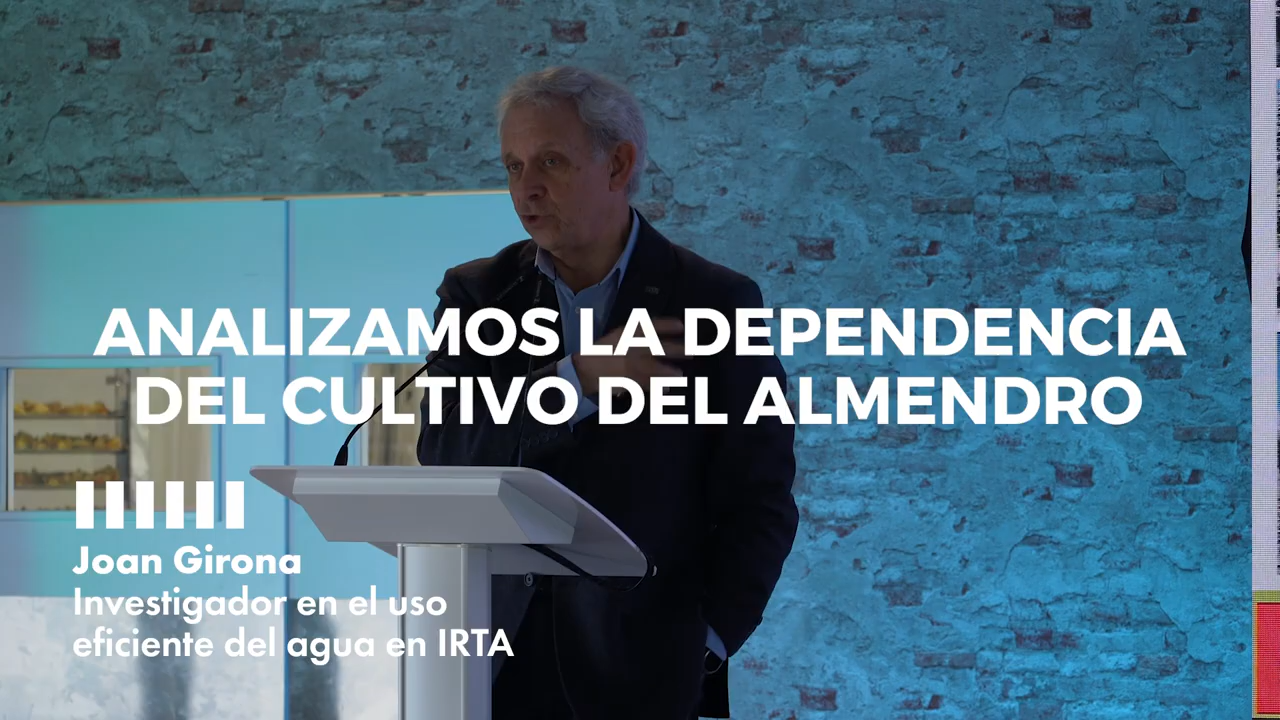 ANALIZAMOS LA DEPENDENCIA
DEL CULTIVO DEL ALMENDRO
Joan Girona
Investigador en el uso
eficiente del agua en IRTA